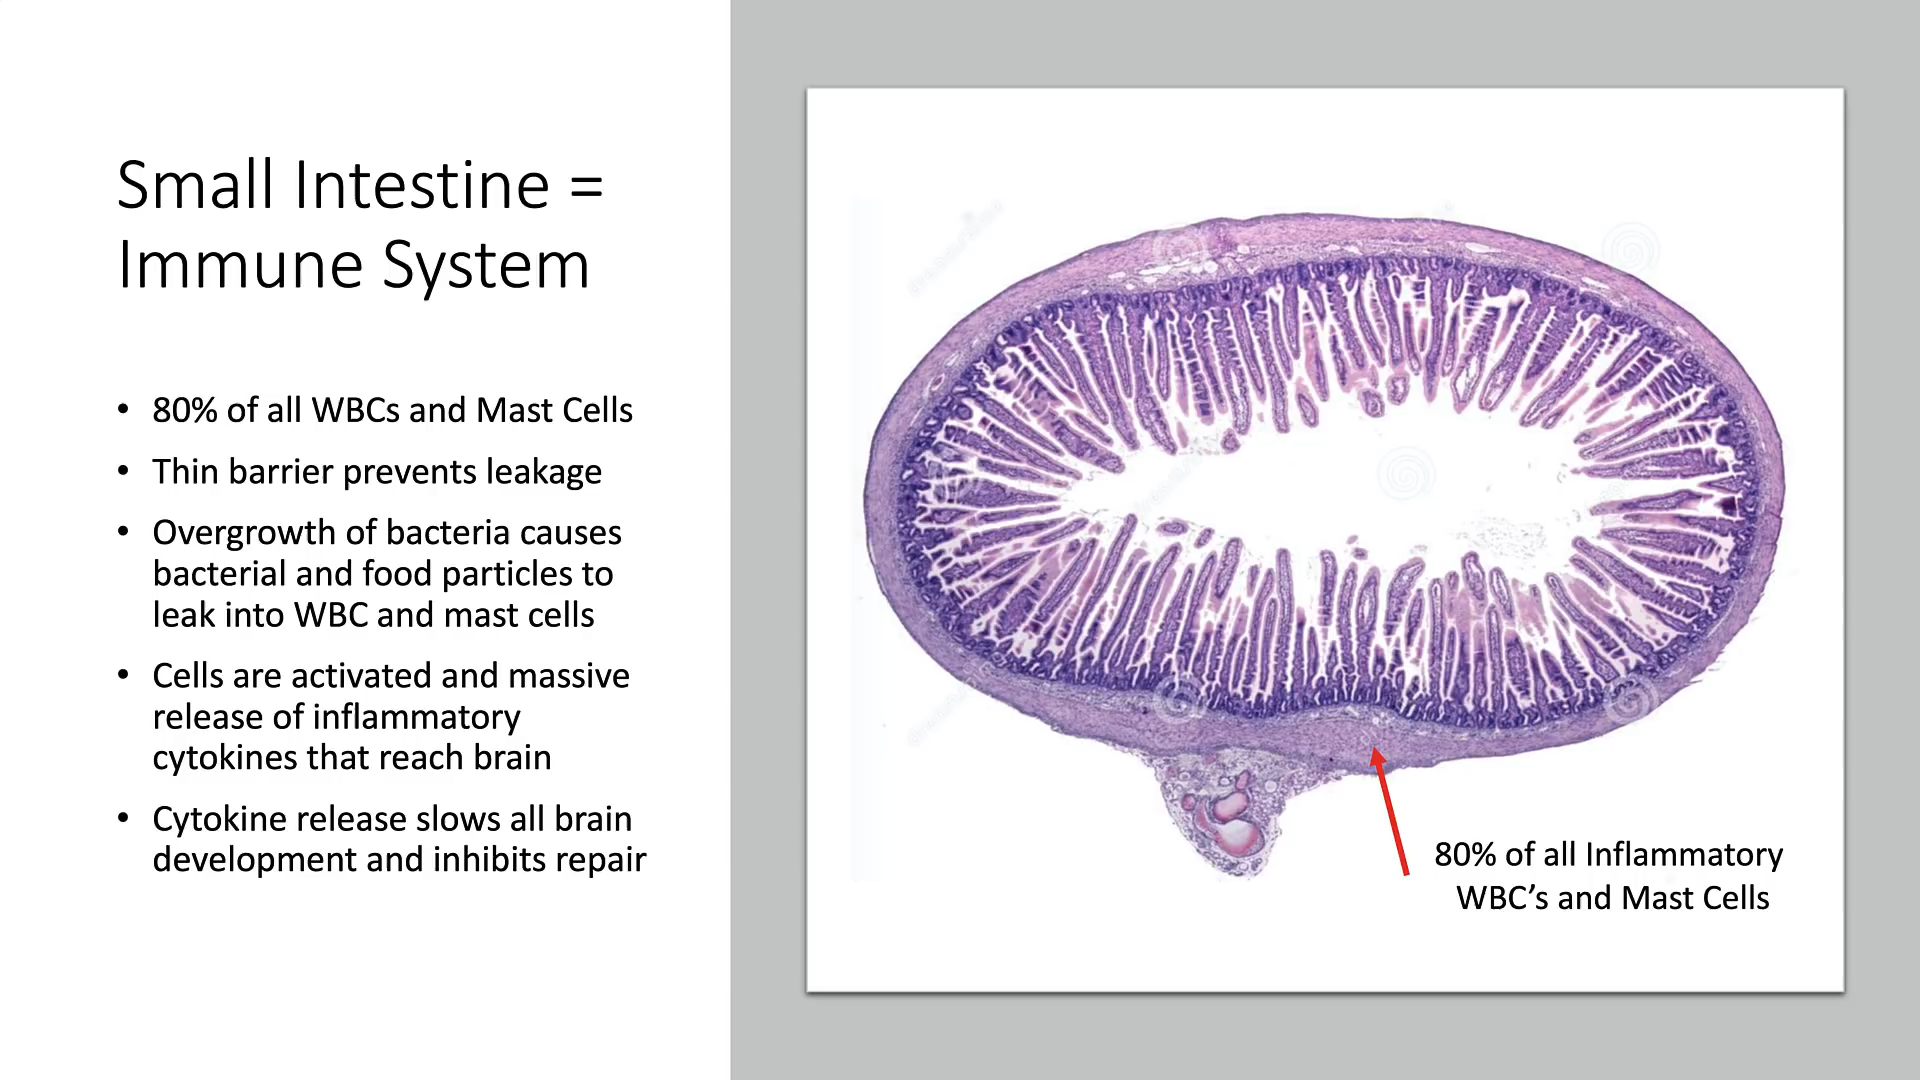 Small Intestine =
Immune System
• 80% of all WBCs and Mast Cells
• Thin barrier prevents leakage
• Overgrowth of bacteria causes
bacterial and food particles to
leak into WBC and mast cells
• Cells are activated and massive
release of inflammatory
cytokines that reach brain
• Cytokine release slows all brain
development and inhibits repair
80% of all Inflammatory
WBC’s and Mast Cells